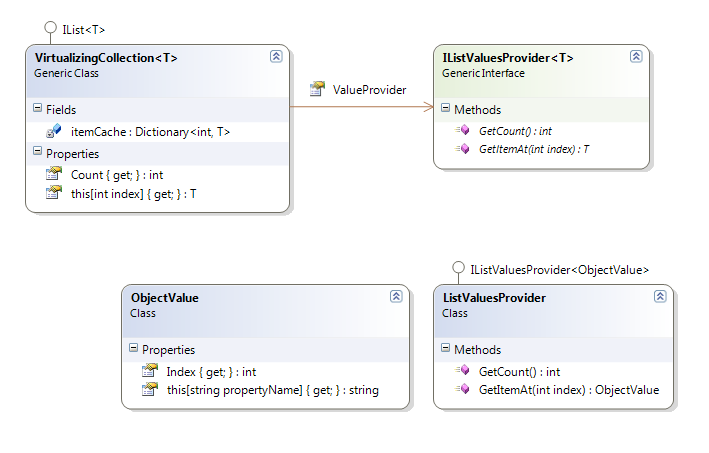 IList<T>
VirtualizingCollection<T>
Generic Class
Fields
itemCache : Dictionary<int, T>
Properties
Count { get; } : int
this[int index] { get; } : T
ValueProvider
IListValuesProvider<T>
Generic Interface
Methods
GetCount() : int
GetItemAt(int index) : T
ObjectValue
Class
Properties
Index { get; } : int
this[string propertyName] { get; } : string
IListValuesProvider<ObjectValue>
ListValuesProvider
Class
Methods
GetCount() : int
GetItemAt(int index) : ObjectValue